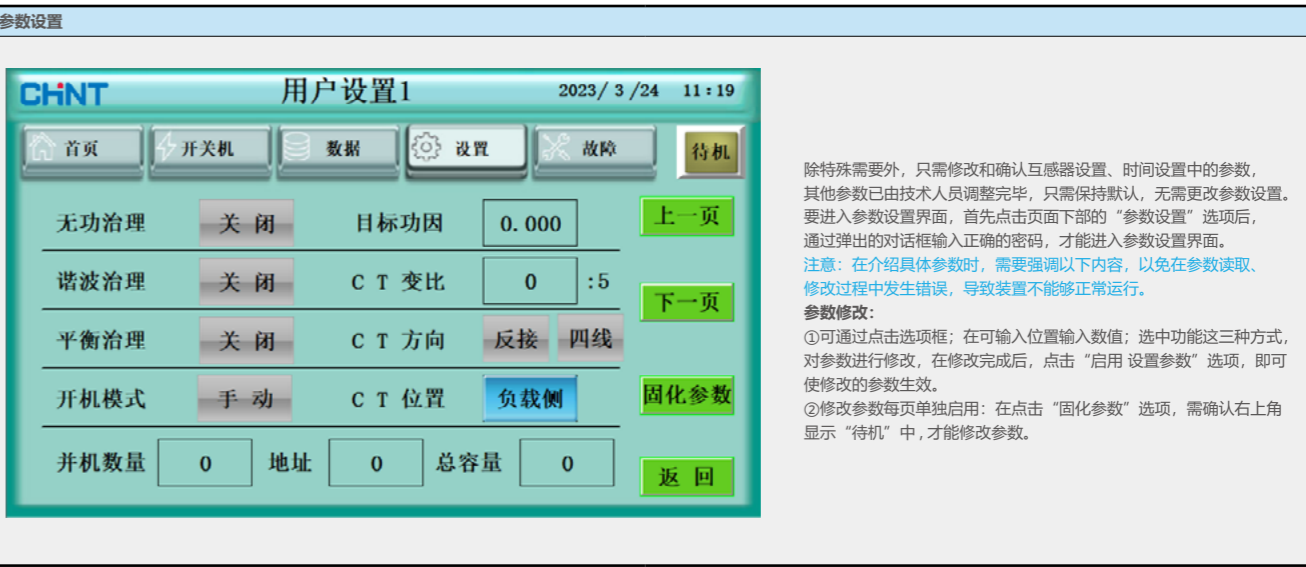 参数设置
CHNT 用户设置1 2023/ 3 /24 11:19
首页 开关机 数据 设置 故障 待机
无功治理 关 闭 目标功因 0.000 上一页
谐波治理 关 闭 C T 变比 0 :5
下一页
平衡治理 关 闭 C T 方向 反接 四线
开机模式 手 动 C T 位置 负载侧 固化参数
并机数量 0 地址 0 总容量 0 返 回
除特殊需要外，只需修改和确认互感器设置、时间设置中的参数，
其他参数已由技术人员调整完毕，只需保持默认，无需更改参数设置。
要进入参数设置界面，首先点击页面下部的“参数设置”选项后，
通过弹出的对话框输入正确的密码，才能进入参数设置界面。
注意：在介绍具体参数时，需要强调以下内容，以免在参数读取、
修改过程中发生错误，导致装置不能够正常运行。
参数修改：
①可通过点击选项框；在可输入位置输入数值；选中功能这三种方式，
对参数进行修改，在修改完成后，点击“启用 设置参数”选项，即可
使修改的参数生效。
②修改参数每页单独启用：在点击“固化参数”选项，需确认右上角
显示“待机”中 , 才能修改参数。